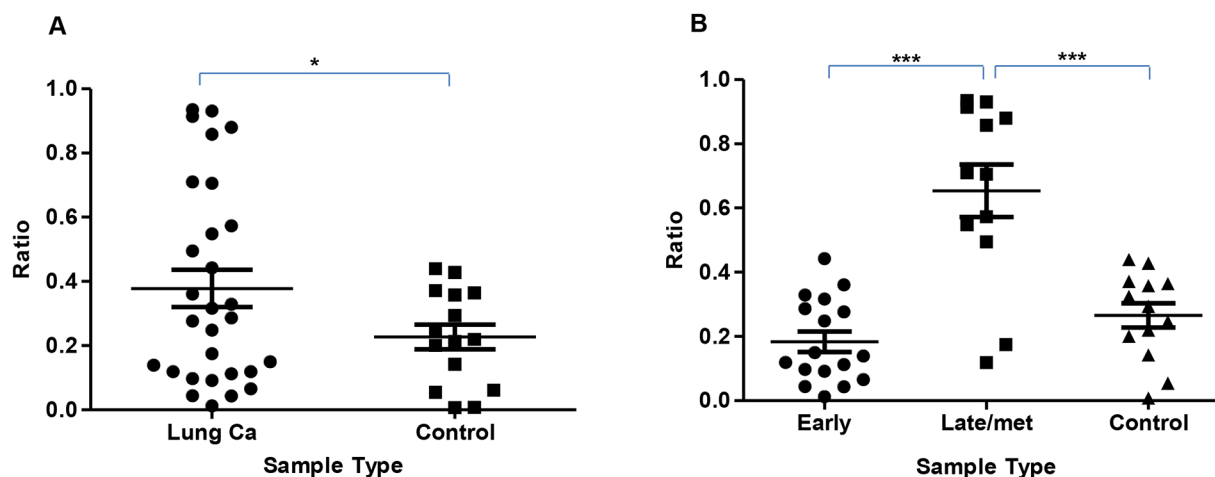 A
*
1.0
0.8
0.6
0.4
0.2
0.0
Ratio
Lung Ca Control
Sample Type
B
*** ***
1.0
0.8
0.6
0.4
0.2
0.0
Ratio
Early Late/met Control
Sample Type